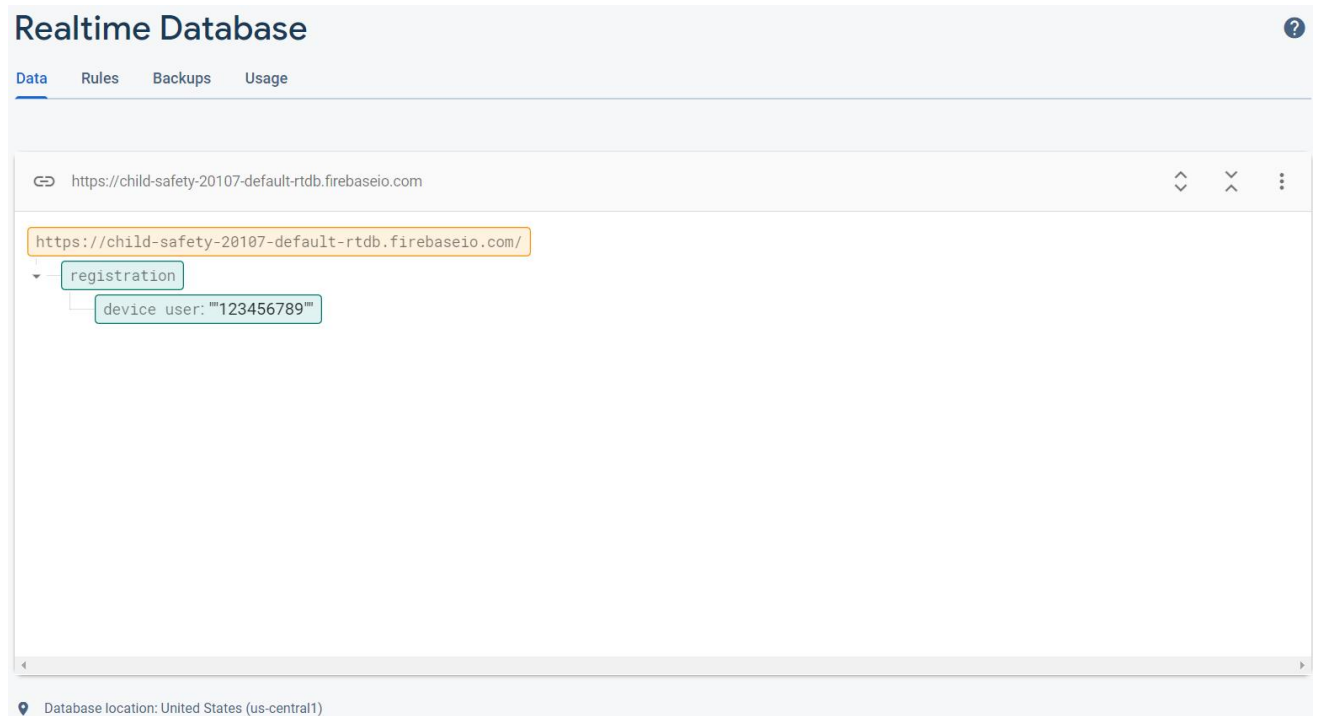 Realtime Database
Data Rules Backups Usage
https://child-safety-20107-default-rtdb.firebaseio.com
https://child-safety-20107-default-rtdb.firebaseio.com/
registration
device user: ""123456789""
Database location: United States (us-central1)